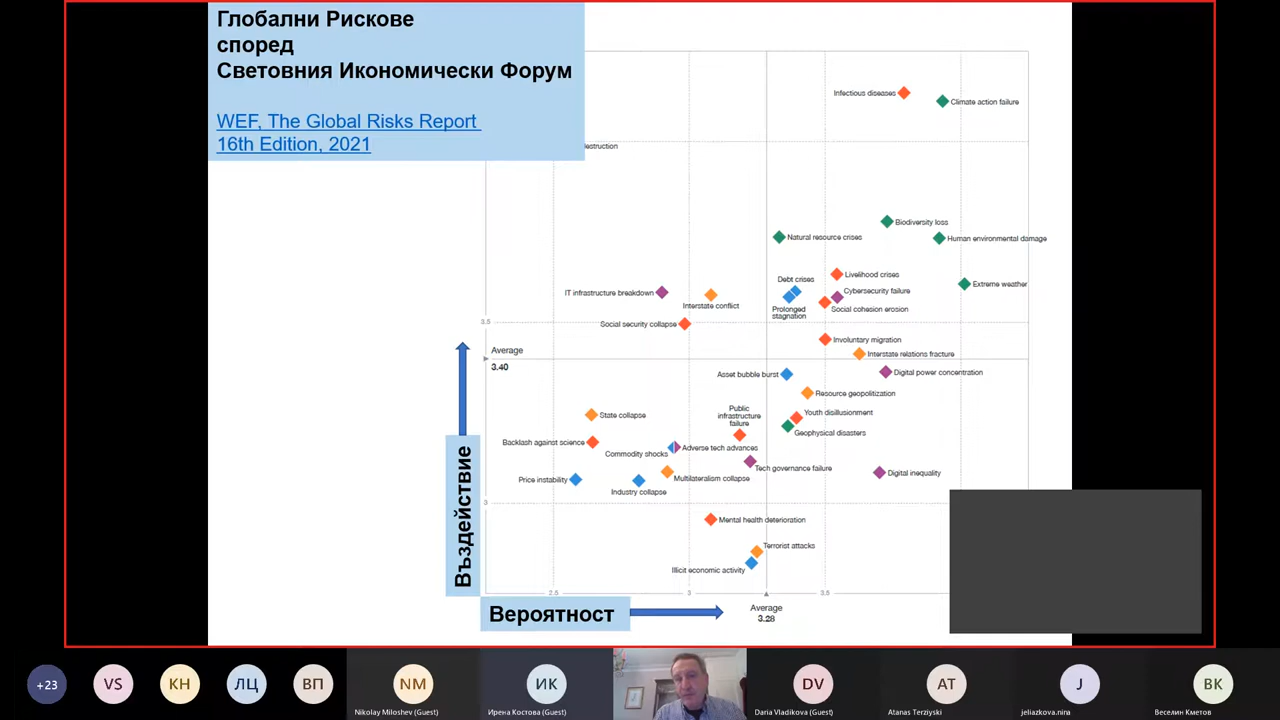 Глобални Рискове
според
Световния Икономически Форум
WEF, The Global Risks Report
16th Edition, 2021
Infectious diseases
Climate action failure
estruction
Biodiversity loss
Natural resource crises
Human environmental damage
Livelihood crises
Debt crises
Extreme weather
Cybersecurity failure
IT infrastructure breakdown
Interstate conflict
Prolonged
stagnation
Social cohesion erosion
3.5
Social security collapse
Involuntary migration
Average
3.40
Interstate relations fracture
Asset bubble burst
Digital power concentration
Resource geopolitization
Public
infrastructure
failure
Youth disillusionment
State collapse
Geophysical disasters
Backlash against science
Adverse tech advances
Commodity shocks
Tech governance failure
Digital inequality
Price instability
Multilateralism collapse
Industry collapse
3
Mental health deterioration
Terrorist attacks
Illicit economic activity
Въздействие
2.5
3
3.5
Вероятност
Average
3.28
+23
VS
КН
ЛЦ
ВП
NM
Nikolay Miloshev (Guest)
ИК
Ирена Костова (Guest)
DV
Daria Vladikova (Guest)
AT
Atanas Terziyski
J
jeliazkova.nina
ВК
Веселин Кметов